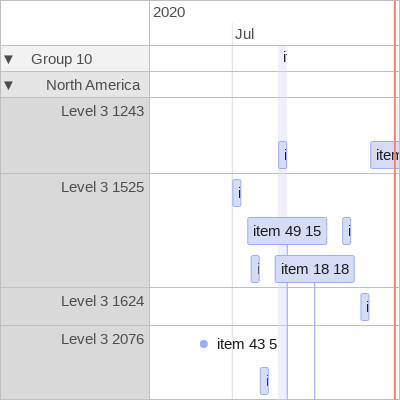 2020
Jul
Group 10
North America
Level 3 1243
item
Level 3 1525
i
item 49 15
i
i
item 18 18
Level 3 1624
i
Level 3 2076
item 43 5
i